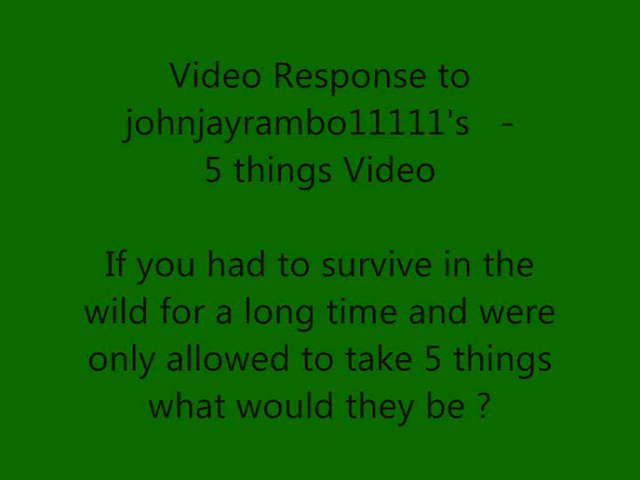 Video Response to
johnjayrambo11111's   -
5 things Video
If you had to survive in the
wild for a long time and were
only allowed to take 5 things
what would they be ?